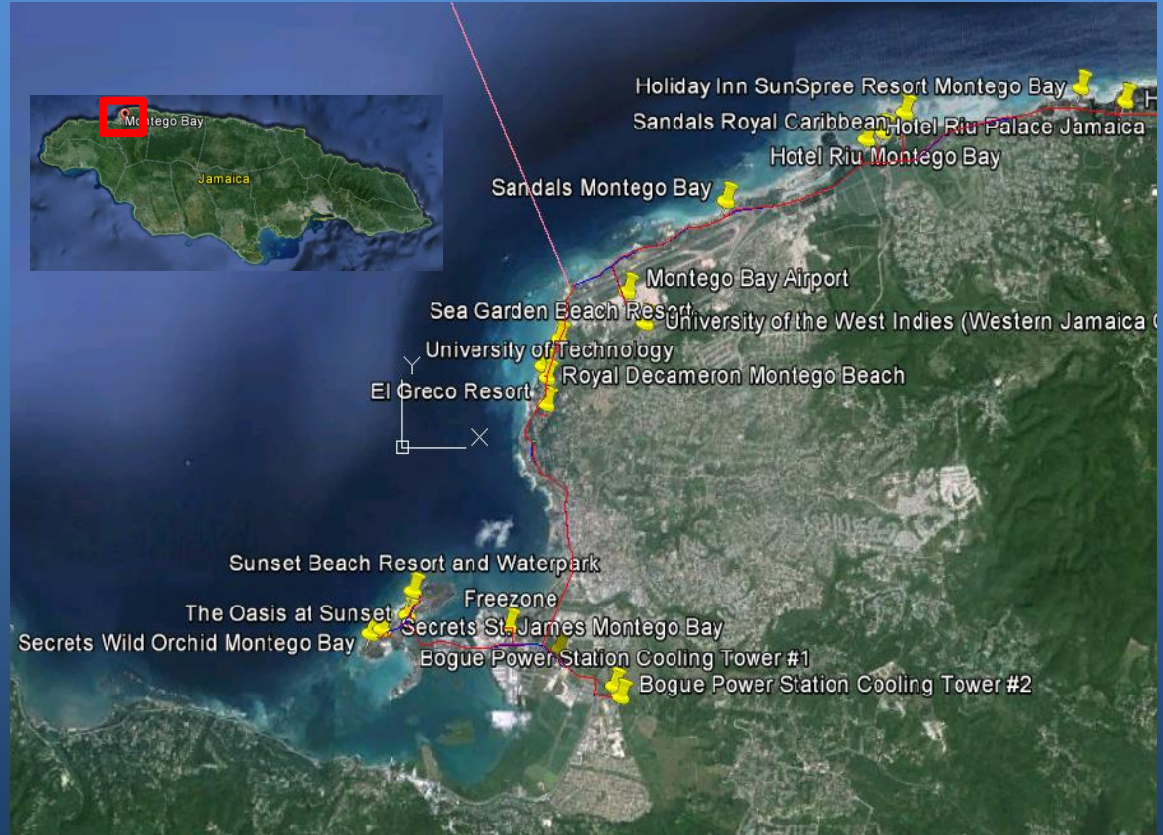 Holiday Inn SunSpree Resort Montego Bay
H
Sandals Royal Caribbean
Hotel Riu Palace Jamaica
Hotel Riu Montego Bay
Montego Bay
Jamaica
Sandals Montego Bay
Montego Bay Airport
Sea Garden Beach Resort
University of the West Indies (Western Jamaica
University of Technology
Y
Royal Decameron Montego Beach
El Greco Resort
X
Sunset Beach Resort and Waterpark
Freezone
The Oasis at Sunset
Secrets St. James Montego Bay
Secrets Wild Orchid Montego Bay
Bogue Power Station Cooling Tower #1
Bogue Power Station Cooling Tower #2